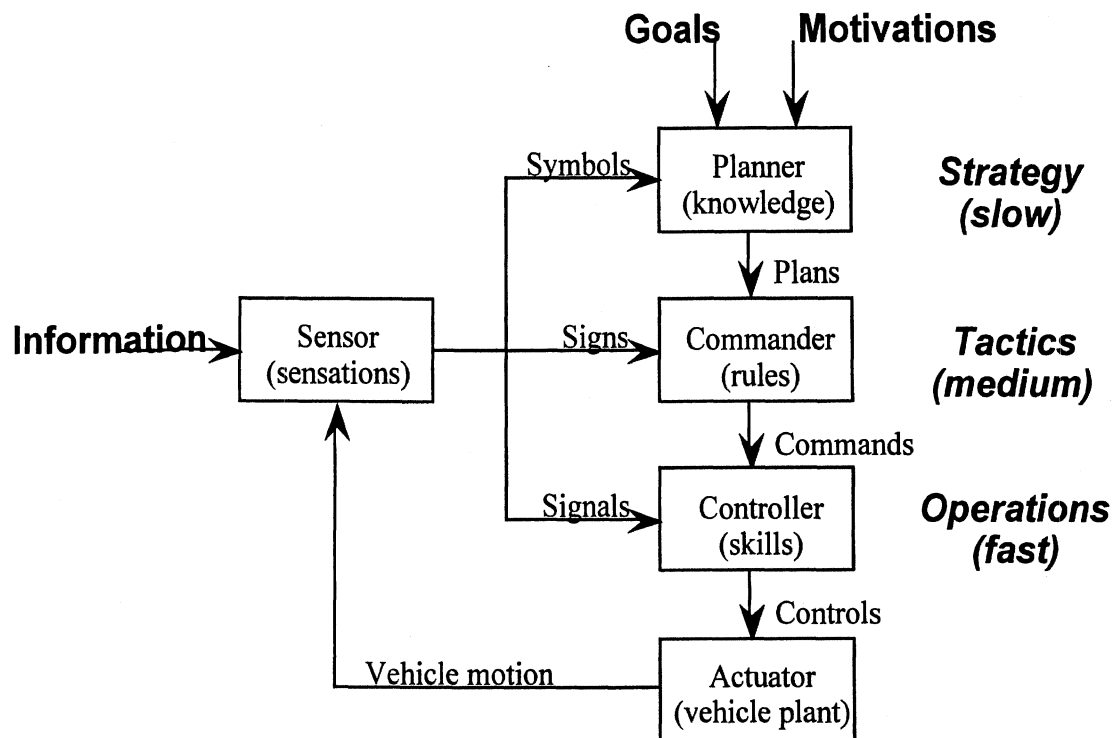 Goals
Motivations
Symbols
Planner
(knowledge)
Strategy
(slow)
Plans
Information
Sensor
(sensations)
Signs
Commander
(rules)
Tactics
(medium)
Commands
Signals
Controller
(skills)
Operations
(fast)
Controls
Vehicle motion
Actuator
(vehicle plant)